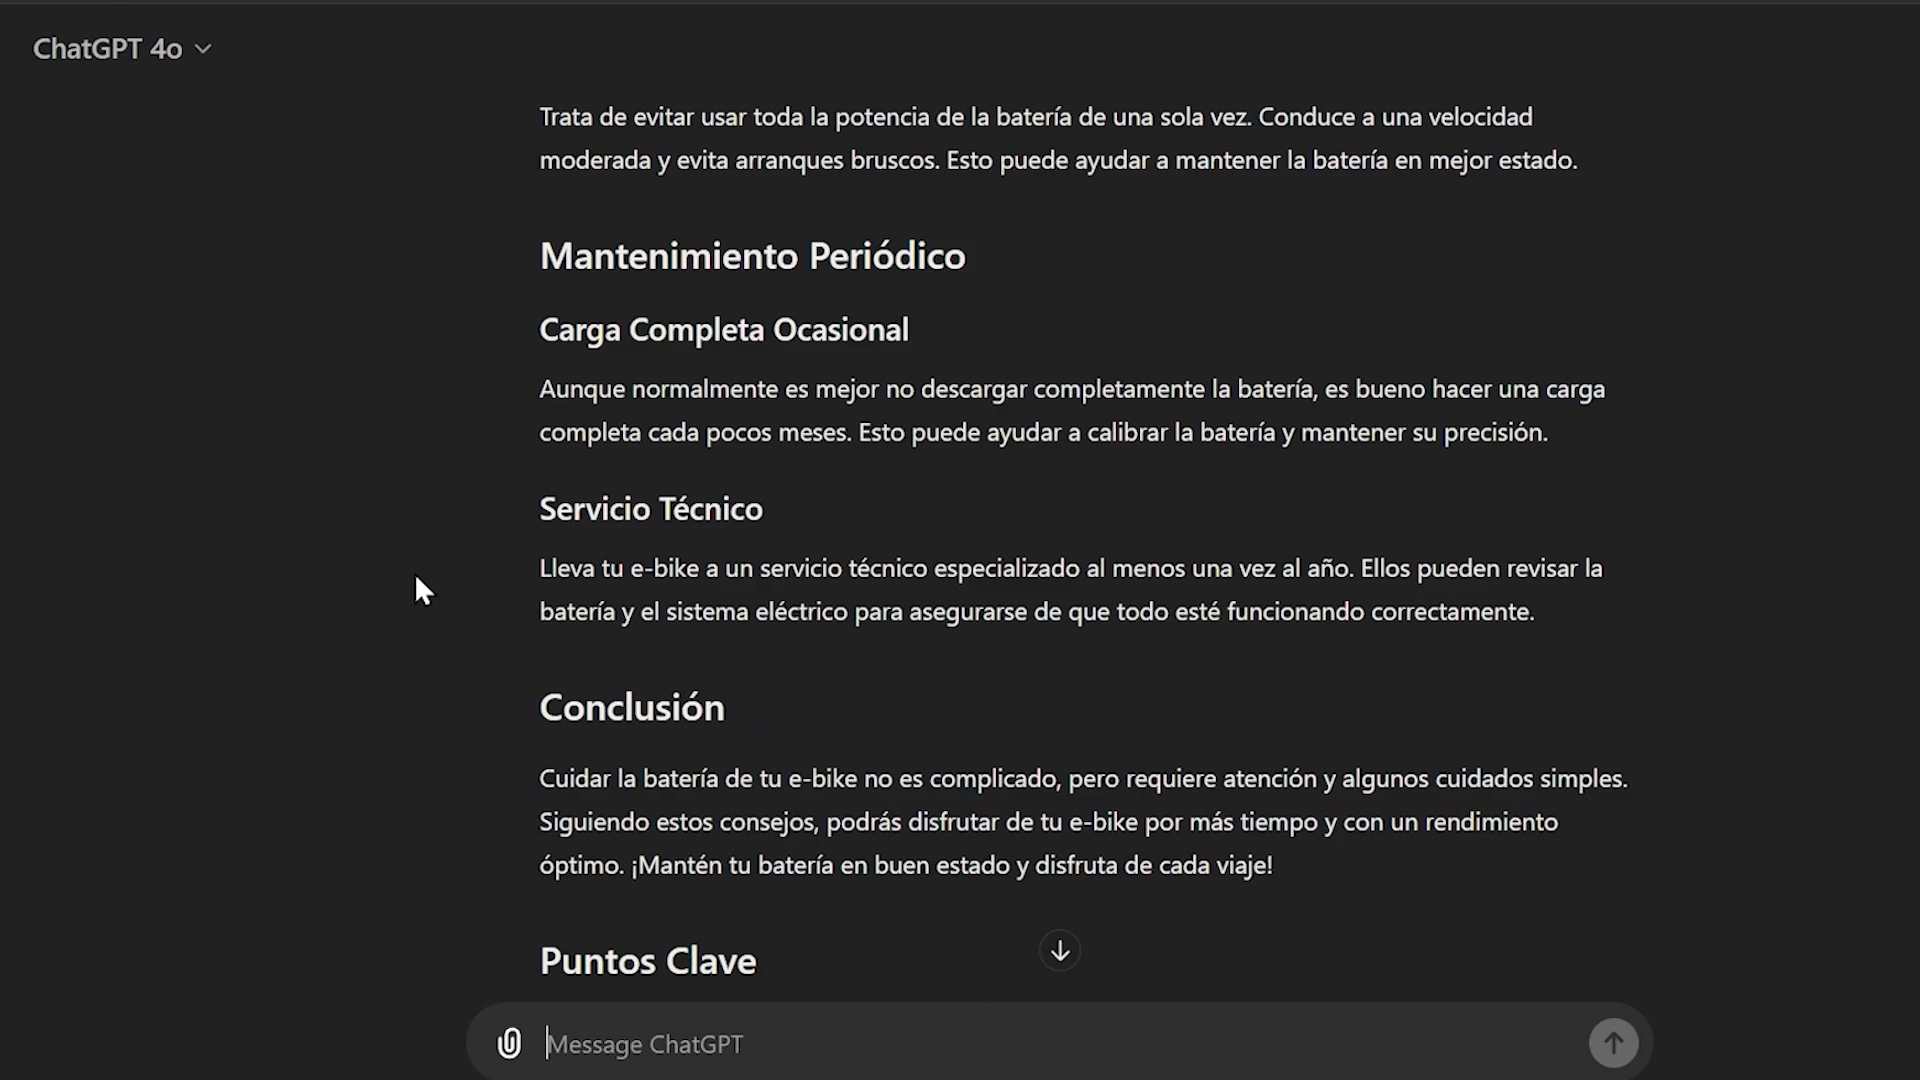 ChatGPT 4o
Trata de evitar usar toda la potencia de la batería de una sola vez. Conduce a una velocidad
moderada y evita arranques bruscos. Esto puede ayudar a mantener la batería en mejor estado.
Mantenimiento Periódico
Carga Completa Ocasional
Aunque normalmente es mejor no descargar completamente la batería, es bueno hacer una carga
completa cada pocos meses. Esto puede ayudar a calibrar la batería y mantener su precisión.
Servicio Técnico
Lleva tu e-bike a un servicio técnico especializado al menos una vez al año. Ellos pueden revisar la
batería y el sistema eléctrico para asegurarse de que todo esté funcionando correctamente.
Conclusión
Cuidar la batería de tu e-bike no es complicado, pero requiere atención y algunos cuidados simples.
Siguiendo estos consejos, podrás disfrutar de tu e-bike por más tiempo y con un rendimiento
óptimo. ¡Mantén tu batería en buen estado y disfruta de cada viaje!
Puntos Clave
Message ChatGPT